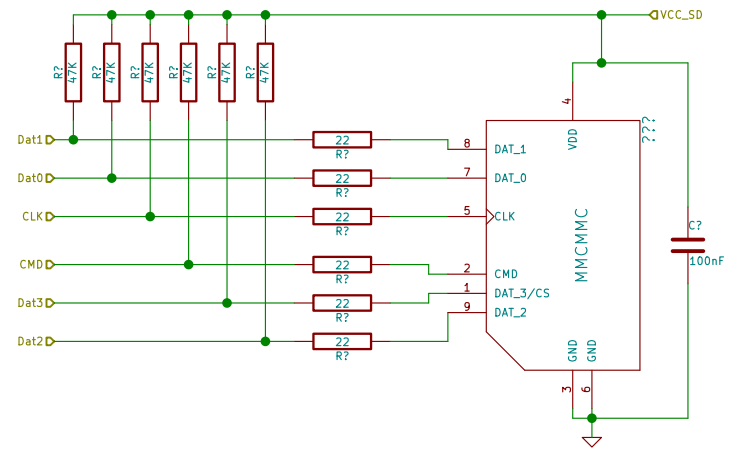 VCC_SD
R? 47K
R? 47K
R? 47K
R? 47K
R? 47K
R? 47K
4
VDD
???
Dat1
22
R?
8
DAT_1
Dat0
22
R?
7
DAT_0
CLK
22
R?
5
CLK
MMCMMC
C?
100nF
CMD
22
R?
2
CMD
Dat3
22
R?
1
DAT_3/CS
Dat2
22
R?
9
DAT_2
GND
GND
3
6